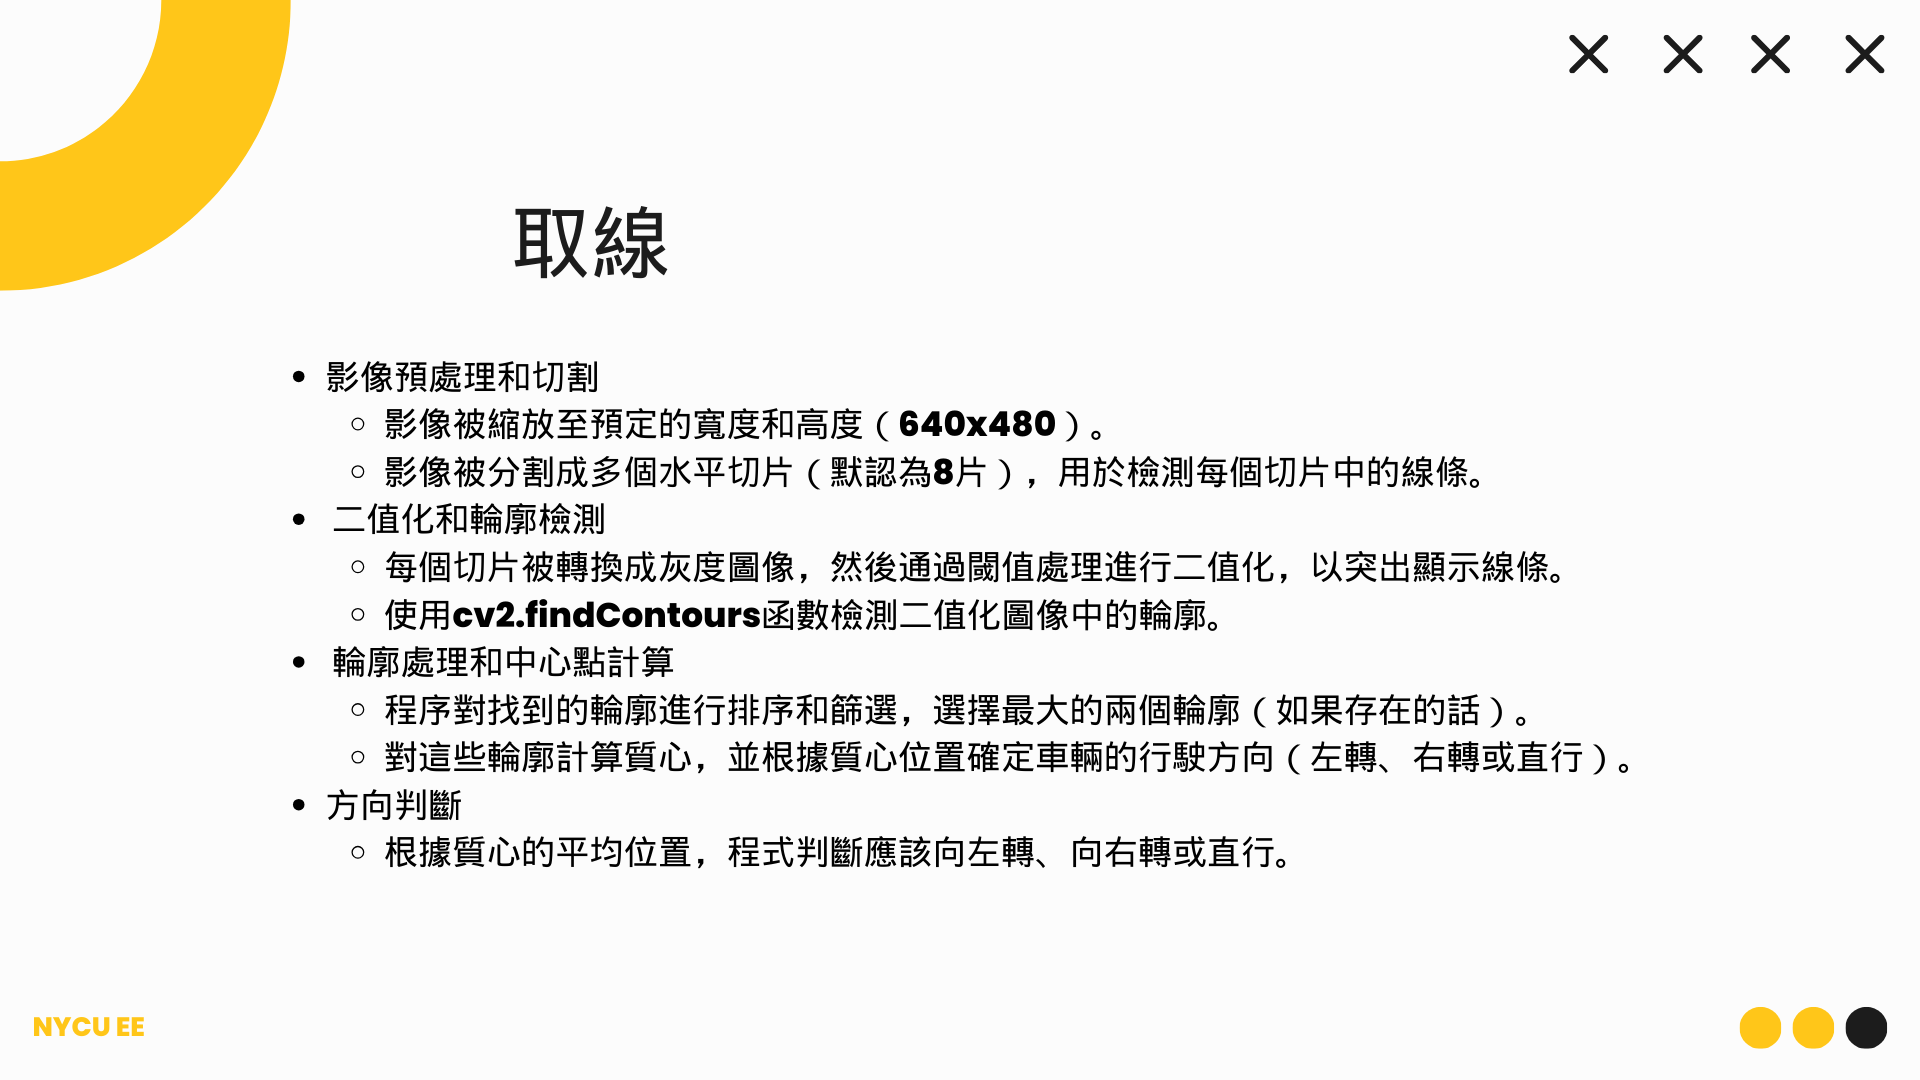 取線
影像預處理和切割
影像被縮放至預定的寬度和高度（640x480）。
影像被分割成多個水平切片（默認為8片），用於檢測每個切片中的線條。
二值化和輪廓檢測
每個切片被轉換成灰度圖像，然後通過閾值處理進行二值化，以突出顯示線條。
使用cv2.findContours函數檢測二值化圖像中的輪廓。
輪廓處理和中心點計算
程序對找到的輪廓進行排序和篩選，選擇最大的兩個輪廓（如果存在的話）。
對這些輪廓計算質心，並根據質心位置確定車輛的行駛方向（左轉、右轉或直行）。
方向判斷
根據質心的平均位置，程式判斷應該向左轉、向右轉或直行。
NYCU EE